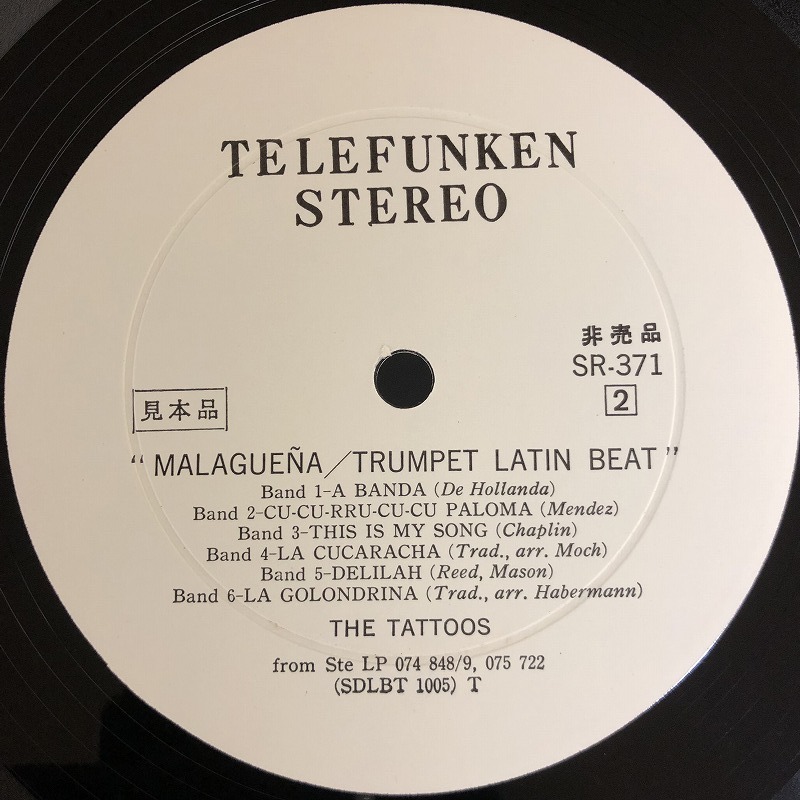 TELEFUNKEN
STEREO
非売品
SR-371
2
見本品
"MALAGUEÑA/TRUMPET LATIN BEAT"
Band 1-A BANDA (De Hollanda)
Band 2-CU-CU-RRU-CU-CU PALOMA (Mendez)
Band 3-THIS IS MY SONG (Chaplin)
Band 4-LA CUCARACHA (Trad., arr. Moch)
Band 5-DELILAH (Reed, Mason)
Band 6-LA GOLONDRINA (Trad., arr. Habermann)
THE TATTOOS
from Ste LP 074 848/9, 075 722
(SDLBT 1005) T